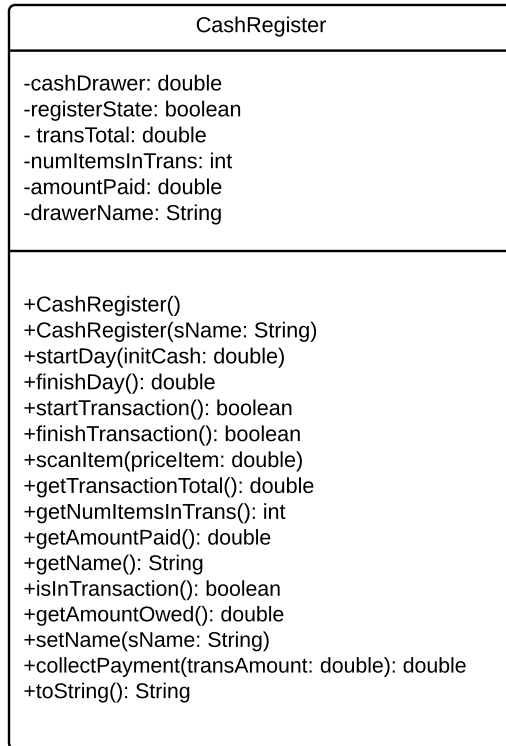 CashRegister
-cashDrawer: double
-registerState: boolean
- transTotal: double
-numItemsInTrans: int
-amountPaid: double
-drawerName: String
+CashRegister()
+CashRegister(sName: String)
+startDay(initCash: double)
+finishDay(): double
+startTransaction(): boolean
+finishTransaction(): boolean
+scanItem(priceItem: double)
+getTransactionTotal(): double
+getNumItemsInTrans(): int
+getAmountPaid(): double
+getName(): String
+isInTransaction(): boolean
+getAmountOwed(): double
+setName(sName: String)
+collectPayment(transAmount: double): double
+toString(): String